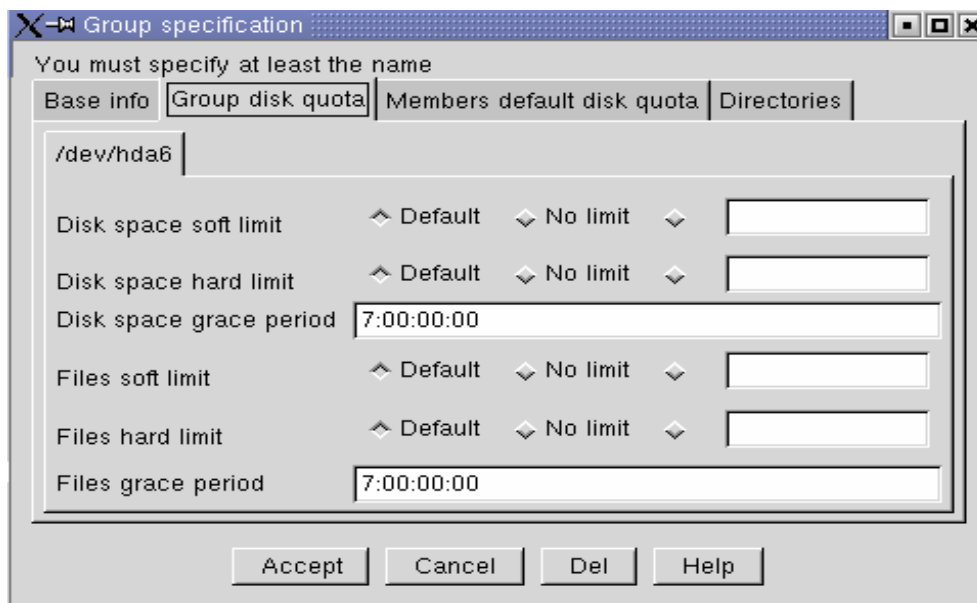 Group specification
You must specify at least the name
Base info Group disk quota Members default disk quota Directories
/dev/hda6
Disk space soft limit Default No limit
Disk space hard limit Default No limit
Disk space grace period 7:00:00:00
Files soft limit Default No limit
Files hard limit Default No limit
Files grace period 7:00:00:00
Accept Cancel Del Help